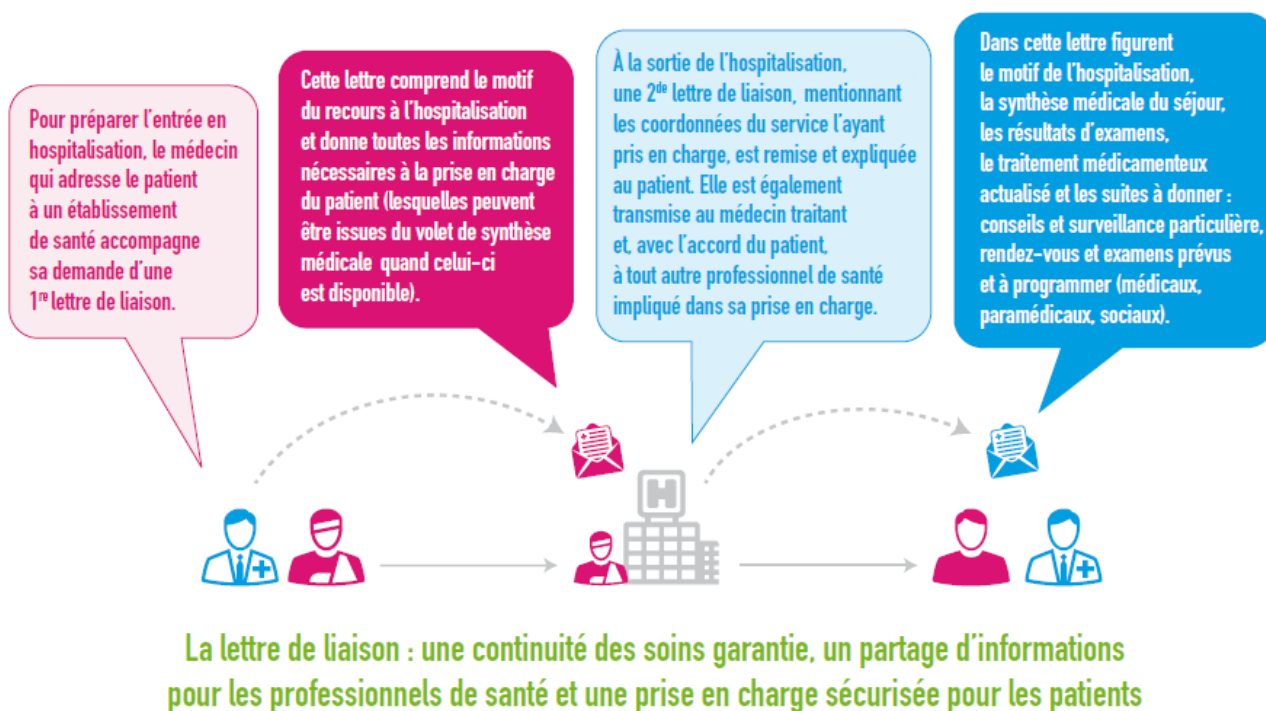 Pour préparer l'entrée en
hospitalisation, le médecin
qui adresse le patient
à un établissement
de santé accompagne
sa demande d'une
1re lettre de liaison.
Cette lettre comprend le motif
du recours à l'hospitalisation
et donne toutes les informations
nécessaires à la prise en charge
du patient (lesquelles peuvent
être issues du volet de synthèse
médicale quand celui-ci
est disponible).
À la sortie de l'hospitalisation,
une 2de lettre de liaison, mentionnant
les coordonnées du service l'ayant
pris en charge, est remise et expliquée
au patient. Elle est également
transmise au médecin traitant
et, avec l'accord du patient,
à tout autre professionnel de santé
impliqué dans sa prise en charge.
Dans cette lettre figurent
le motif de l'hospitalisation,
la synthèse médicale du séjour,
les résultats d'examens,
le traitement médicamenteux
actualisé et les suites à donner :
conseils et surveillance particulière,
rendez-vous et examens prévus
et à programmer (médicaux,
paramédicaux, sociaux).
H
La lettre de liaison : une continuité des soins garantie, un partage d'informations
pour les professionnels de santé et une prise en charge sécurisée pour les patients